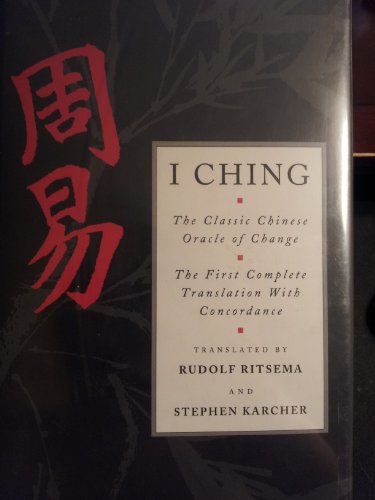 周易
I CHING
The Classic Chinese
Oracle of Change
The First Complete
Translation With
Concordance
TRANSLATED BY
RUDOLF RITSEMA
AND
STEPHEN KARCHER